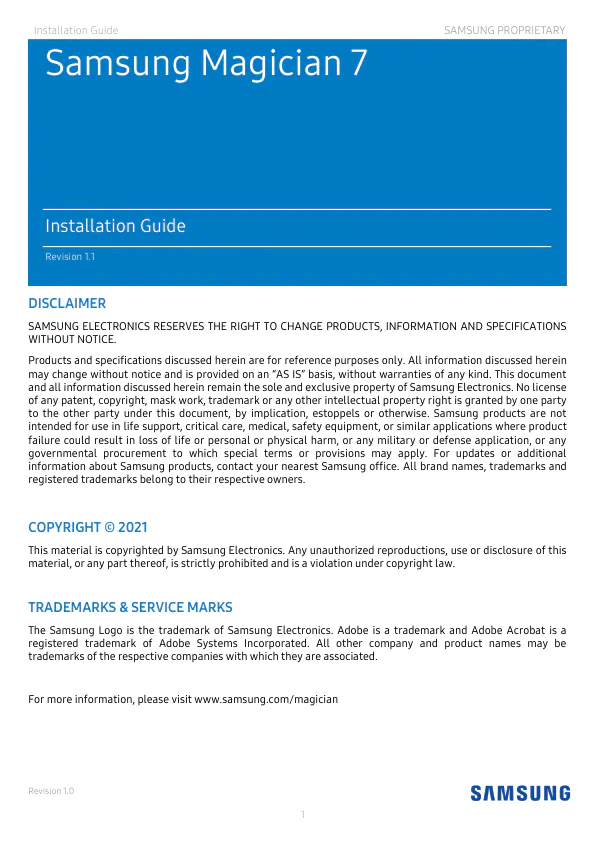 Installation Guide
SAMSUNG PROPRIETARY
Samsung Magician 7
Installation Guide
Revision 1.1
DISCLAIMER
SAMSUNG ELECTRONICS RESERVES THE RIGHT TO CHANGE PRODUCTS, INFORMATION AND SPECIFICATIONS
WITHOUT NOTICE.
Products and specifications discussed herein are for reference purposes only. All information discussed herein
may change without notice and is provided on an “AS IS” basis, without warranties of any kind. This document
and all information discussed herein remain the sole and exclusive property of Samsung Electronics. No license
of any patent, copyright, mask work, trademark or any other intellectual property right is granted by one party
to the other party under this document, by implication, estoppels or otherwise. Samsung products are not
intended for use in life support, critical care, medical, safety equipment, or similar applications where product
failure could result in loss of life or personal or physical harm, or any military or defense application, or any
governmental procurement to which special terms or provisions may apply. For updates or additional
information about Samsung products, contact your nearest Samsung office. All brand names, trademarks and
registered trademarks belong to their respective owners.
COPYRIGHT © 2021
This material is copyrighted by Samsung Electronics. Any unauthorized reproductions, use or disclosure of this
material, or any part thereof, is strictly prohibited and is a violation under copyright law.
TRADEMARKS & SERVICE MARKS
The Samsung Logo is the trademark of Samsung Electronics. Adobe is a trademark and Adobe Acrobat is a
registered trademark of Adobe Systems Incorporated. All other company and product names may be
trademarks of the respective companies with which they are associated.
For more information, please visit www.samsung.com/magician
Revision 1.0
SAMSUNG
1